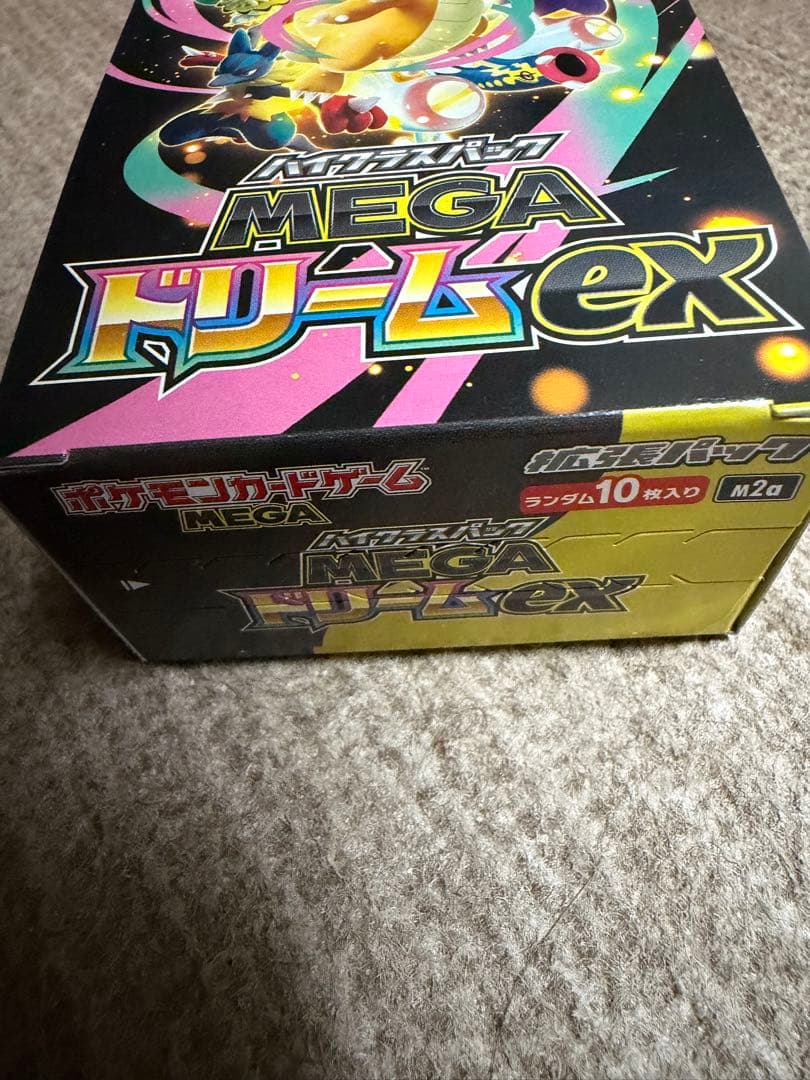 ハイクラスパック
MEGA
ドリームex
ポケモンカードゲーム™
MEGA
拡張パック
ランダム10枚入り
M2a
ハイクラスパック
MEGA
ドリームex